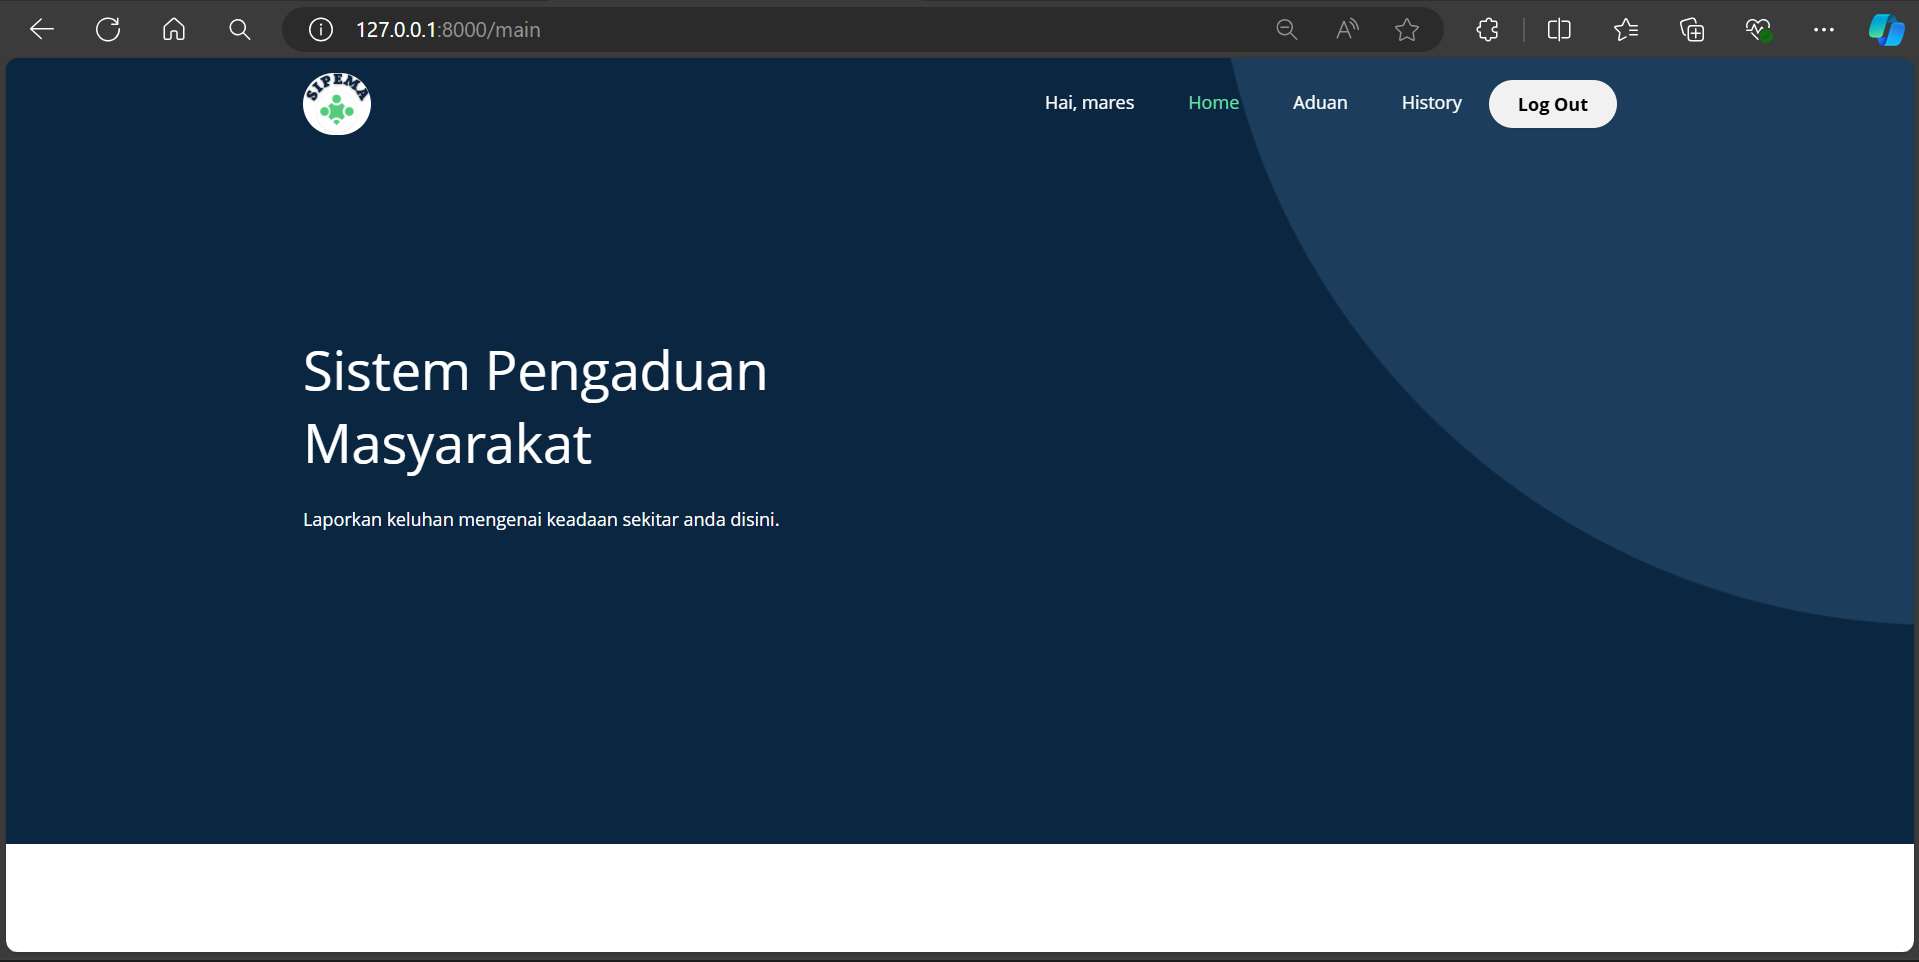 127.0.0.1:8000/main
SIPEMA
Hai, mares
Home
Aduan
History
Log Out
Sistem Pengaduan
Masyarakat
Laporkan keluhan mengenai keadaan sekitar anda disini.